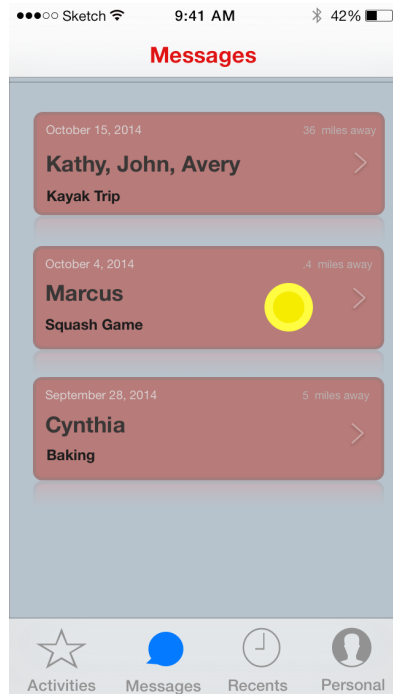 Sketch 9:41 AM 42%
Messages
October 15, 2014 36 miles away
Kathy, John, Avery
Kayak Trip
October 4, 2014 .4 miles away
Marcus
Squash Game
September 28, 2014 5 miles away
Cynthia
Baking
Activities Messages Recents Personal